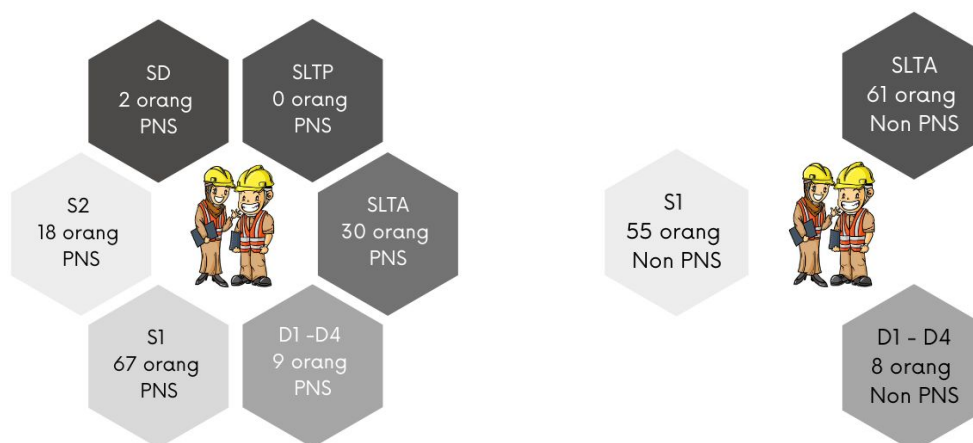 SD
2 orang
PNS
SLTP
0 orang
PNS
S2
18 orang
PNS
SLTA
30 orang
PNS
S1
67 orang
PNS
D1 -D4
9 orang
PNS
SLTA
61 orang
Non PNS
S1
55 orang
Non PNS
D1 - D4
8 orang
Non PNS